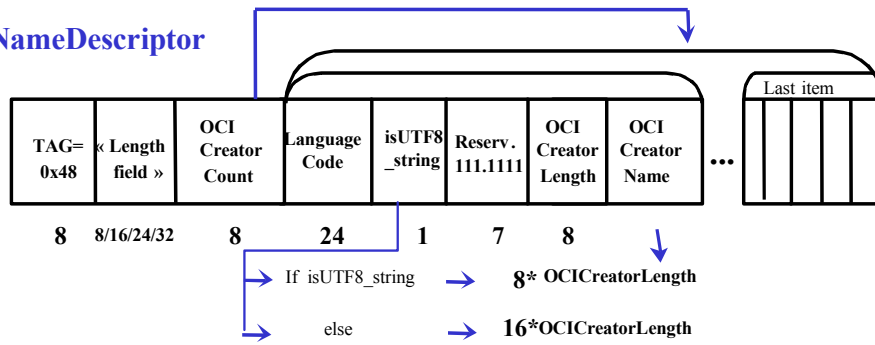 NameDescriptor
Last item
TAG=
0x48
« Length
field »
OCI
Creator
Count
Language
Code
isUTF8
_string
Reserv.
111.1111
OCI
Creator
Length
OCI
Creator
Name
...
8 8/16/24/32 8 24 1 7 8
If isUTF8_string 8* OCICreatorLength
else 16*OCICreatorLength